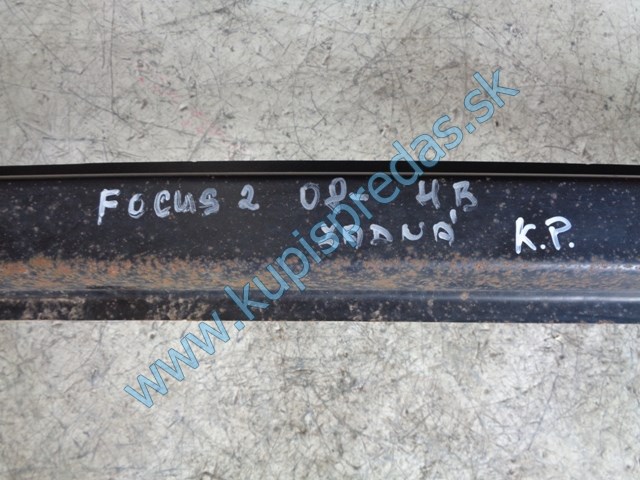 FOCUS 2 08- HB
ZADNÁ K.P.
www.kupispredas.sk